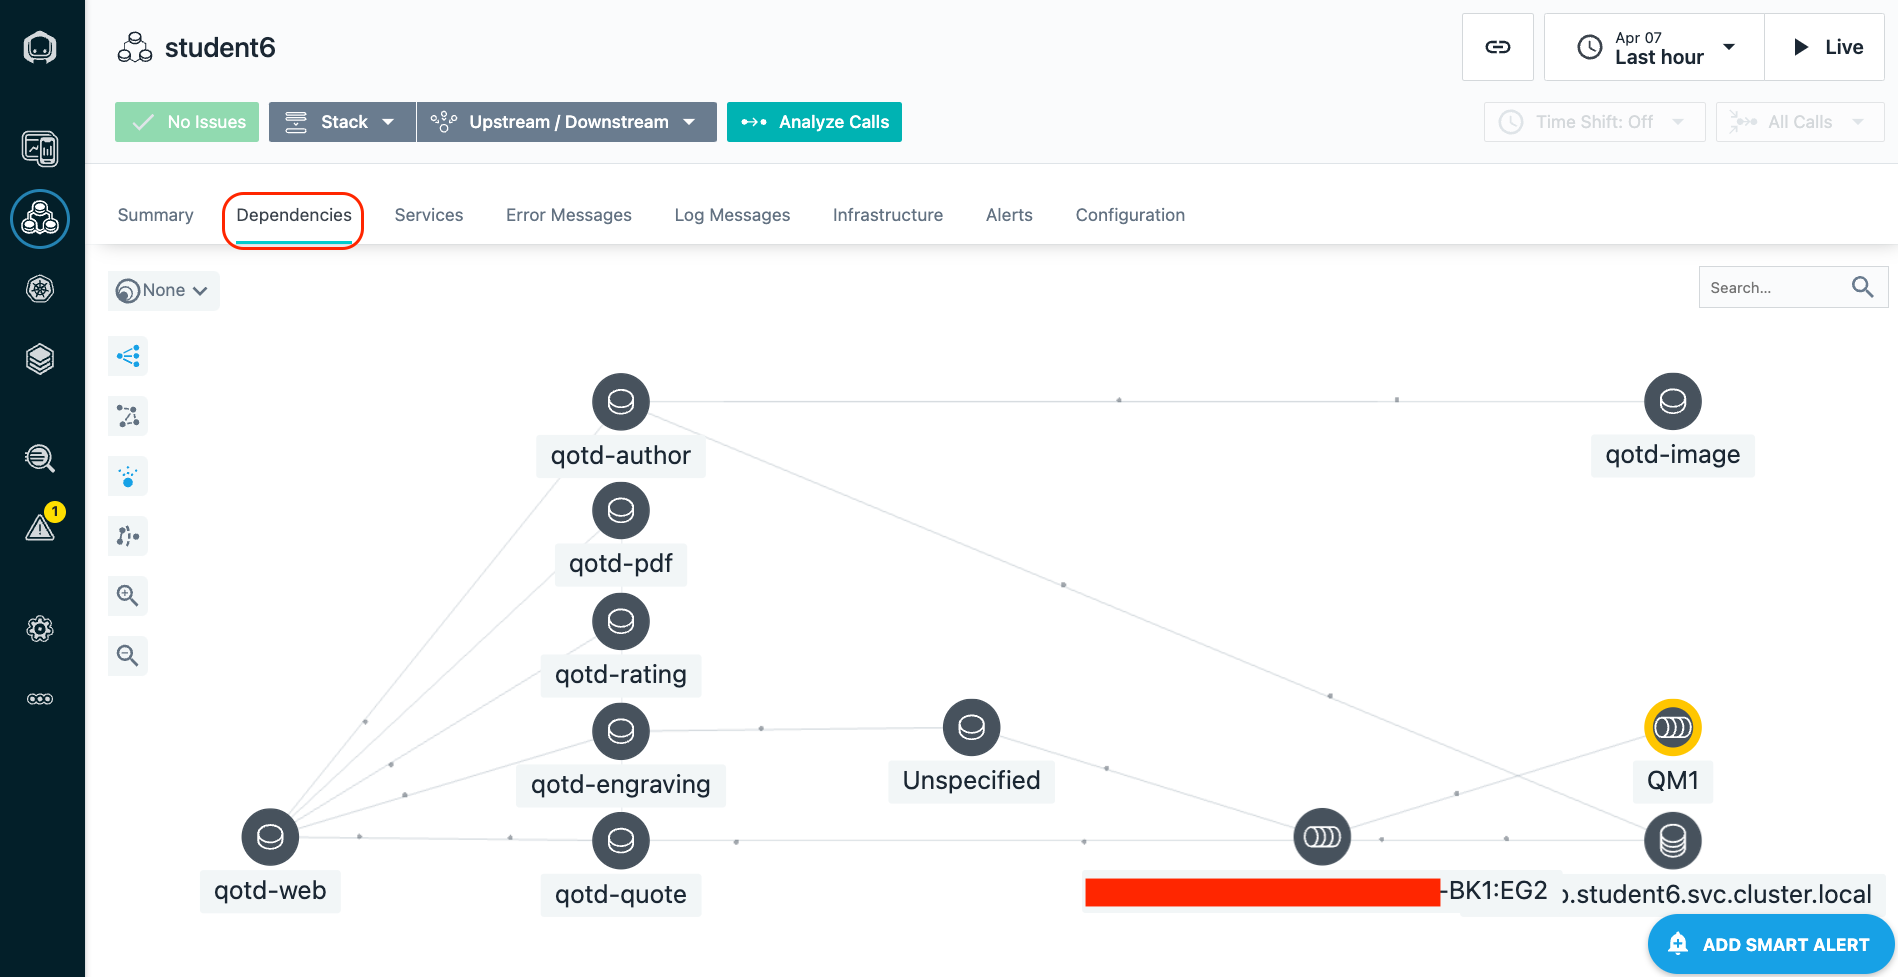 student6
Apr 07
Last hour
Live
No Issues
Stack
Upstream / Downstream
Analyze Calls
Time Shift: Off
All Calls
Summary
Dependencies
Services
Error Messages
Log Messages
Infrastructure
Alerts
Configuration
None
Search...
1
qotd-author
qotd-image
qotd-pdf
qotd-rating
qotd-engraving
Unspecified
QM1
qotd-web
qotd-quote
-BK1:EG2
.student6.svc.cluster.local
ADD SMART ALERT